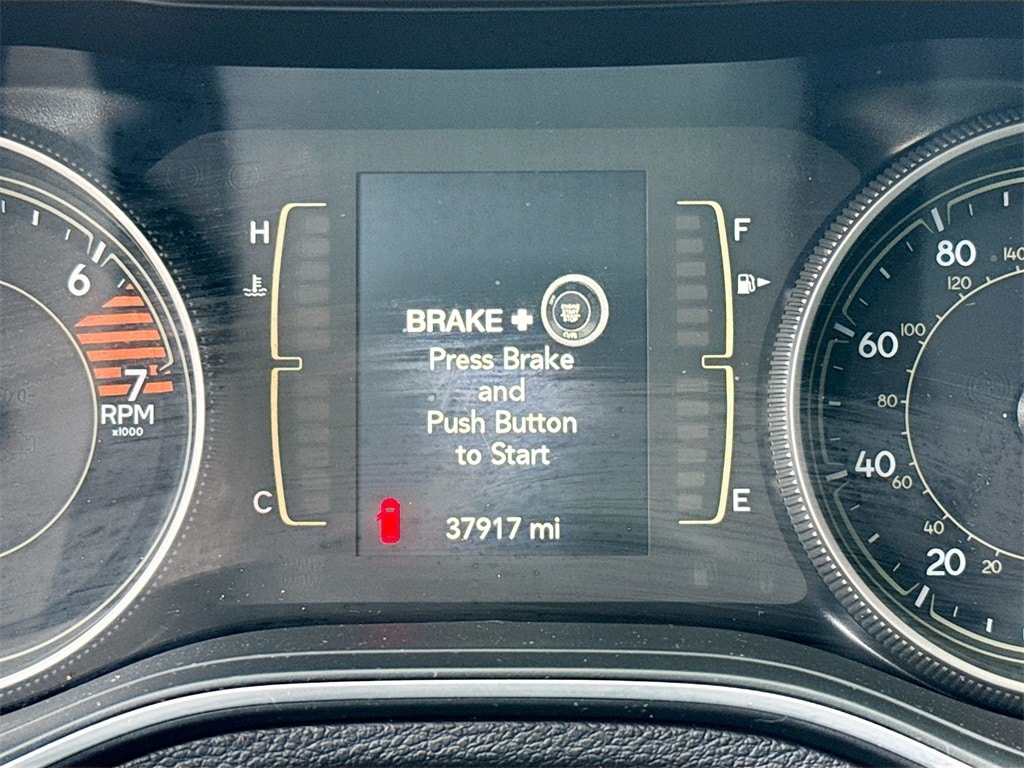 H
F
BRAKE +
Press Brake
and
Push Button
to Start
C
E
37917 mi
6
7
RPM
x1000
80
60
40
20
140
120
100
80
60
40
20